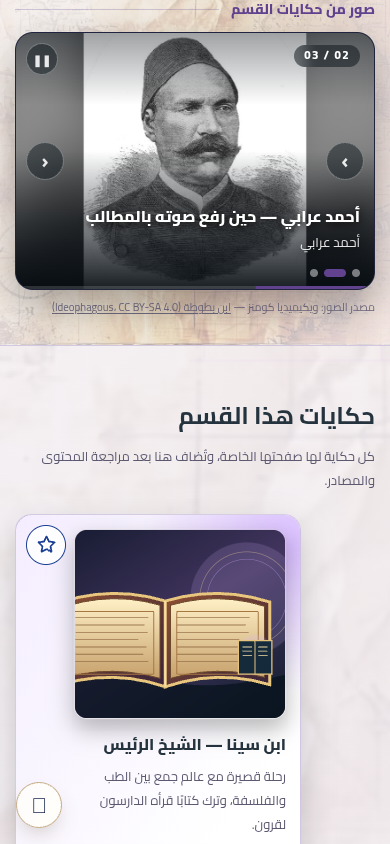 صور من حكايات القسم
03 / 02
أحمد عرابي — حين رفع صوته بالمطالب
أحمد عرابي
مصدر الصور: ويكيميديا كومنز — ابن بطوطة (Ideophagous, CC BY-SA 4.0)
حكايات هذا القسم
كل حكاية لها صفحتها الخاصة، وتُضاف هنا بعد مراجعة المحتوى
والمصادر.
ابن سينا — الشيخ الرئيس
رحلة قصيرة مع عالم جمع بين الطب
والفلسفة، وترك كتابًا قرأه الدارسون
لقرون.